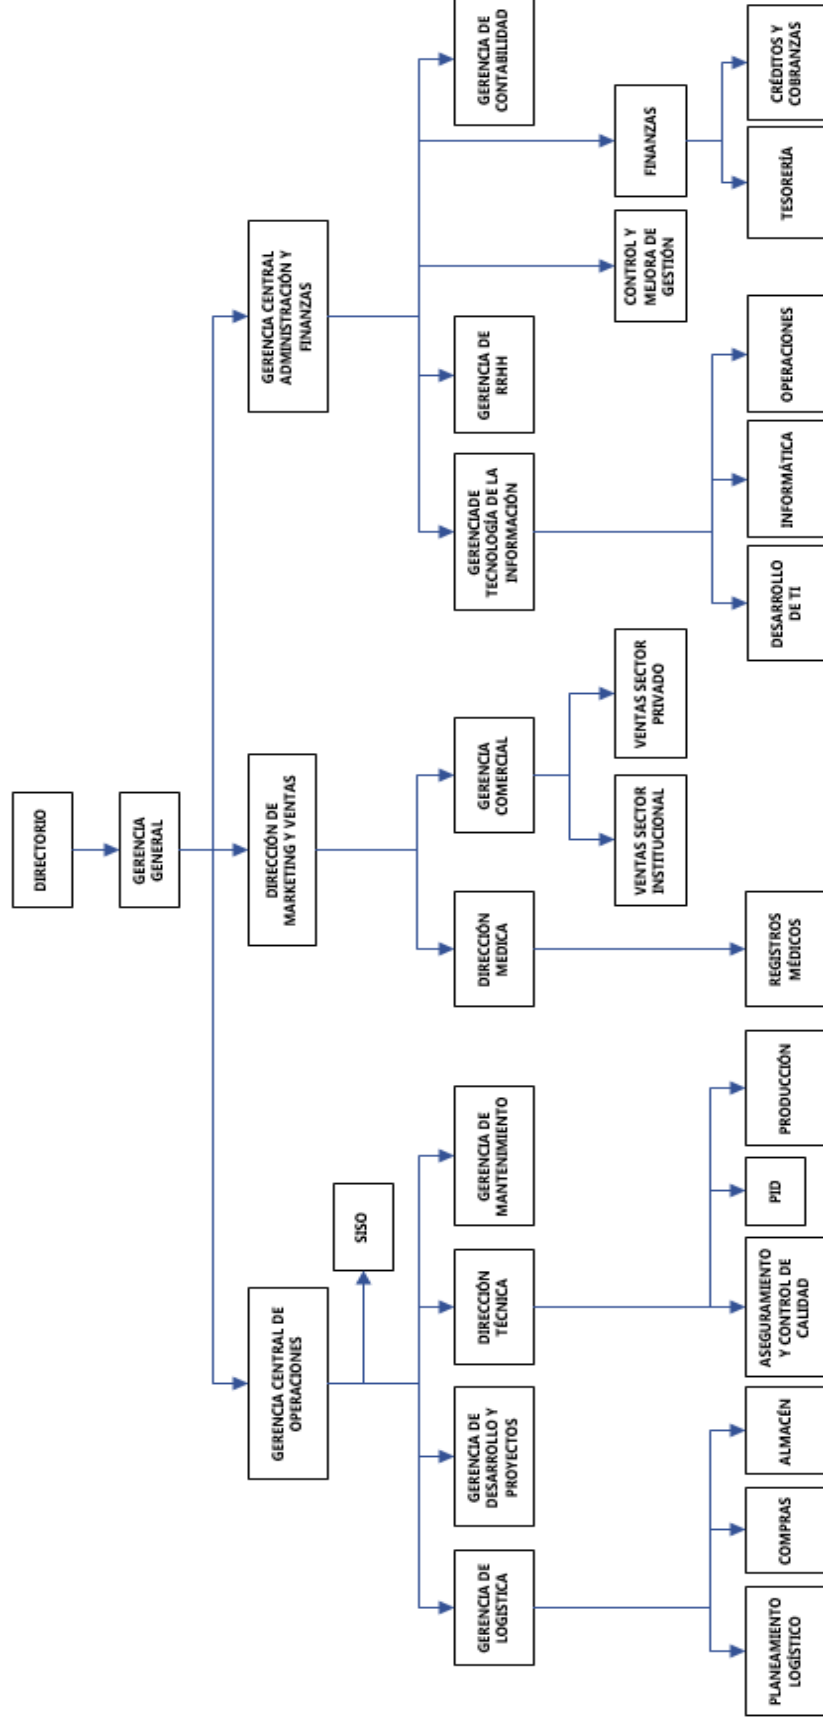 DIRECTORIO
GERENCIA
GENERAL
GERENCIA CENTRAL DE
OPERACIONES
DIRECCIÓN DE
MARKETING Y VENTAS
GERENCIA CENTRAL
ADMINISTRACIÓN Y
FINANZAS
SISO
GERENCIA DE
LOGISTICA
GERENCIA DE
DESARROLLO Y
PROYECTOS
DIRECCIÓN
TÉCNICA
GERENCIA DE
MANTENIMIENTO
DIRECCIÓN
MEDICA
GERENCIA
COMERCIAL
GERENCIADE
TECNOLOGÍA DE LA
INFORMACIÓN
GERENCIA DE
RRHH
GERENCIA DE
CONTABILIDAD
VENTAS SECTOR
INSTITUCIONAL
VENTAS SECTOR
PRIVADO
CONTROL Y
MEJORA DE
GESTIÓN
FINANZAS
PLANEAMIENTO
LOGÍSTICO
COMPRAS
ALMACÉN
ASEGURAMIENTO
Y CONTROL DE
CALIDAD
PID
PRODUCCIÓN
REGISTROS
MÉDICOS
DESARROLLO
DE TI
INFORMÁTICA
OPERACIONES
TESORERÍA
CRÉDITOS Y
COBRANZAS